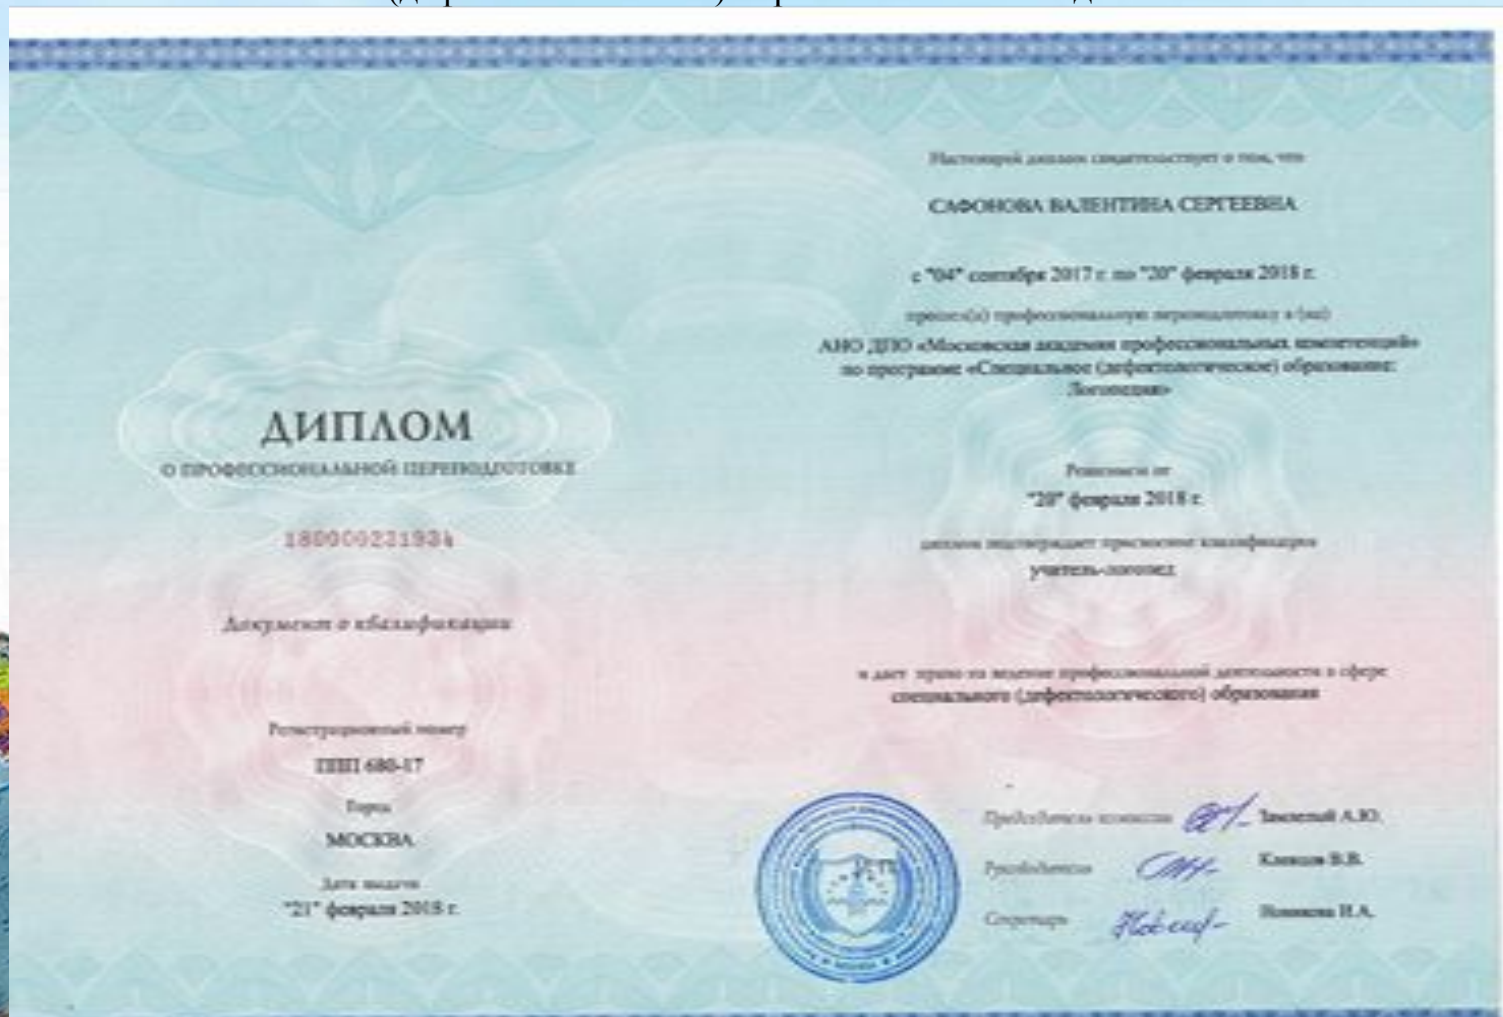 ДИПЛОМ
О ПРОФЕССИОНАЛЬНОЙ ПЕРЕПОДГОТОВКЕ
180000231934
Документ о квалификации
Регистрационный номер
ППП 680-17
Город
МОСКВА
Дата выдачи
"21" февраля 2018 г.
Настоящий диплом свидетельствует о том, что
САФОНОВА ВАЛЕНТИНА СЕРГЕЕВНА
с "04" сентября 2017 г. по "20" февраля 2018 г.
прошел(а) профессиональную переподготовку в (на)
АНО ДПО «Московская академия профессиональных компетенций»
по программе «Специальное (дефектологическое) образование:
Логопедия»
Решением от
"20" февраля 2018 г.
диплом подтверждает присвоение квалификации
учитель-логопед
и дает право на ведение профессиональной деятельности в сфере
специального (дефектологического) образования
Председатель комиссии А.Ю.
Руководитель В.В.
Секретарь Новикова И.А.